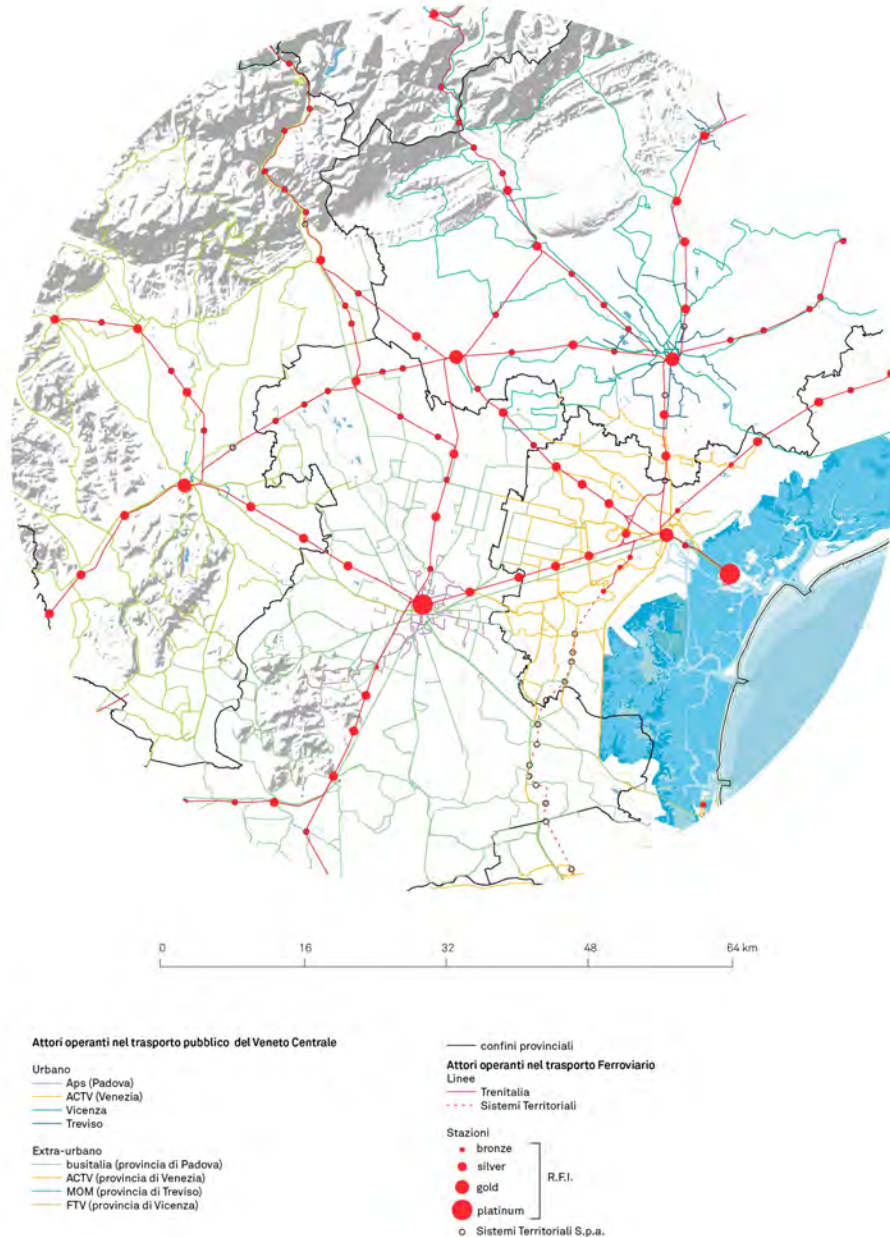 0 16 32 48 64 km
Attori operanti nel trasporto pubblico del Veneto Centrale
Urbano
Aps (Padova)
ACTV (Venezia)
Vicenza
Treviso
Extra-urbano
busitalia (provincia di Padova)
ACTV (provincia di Venezia)
MOM (provincia di Treviso)
FTV (provincia di Vicenza)
confini provinciali
Attori operanti nel trasporto Ferroviario
Linee
Trenitalia
Sistemi Territoriali
Stazioni
bronze
silver
gold
platinum
R.F.I.
Sistemi Territoriali S.p.a.